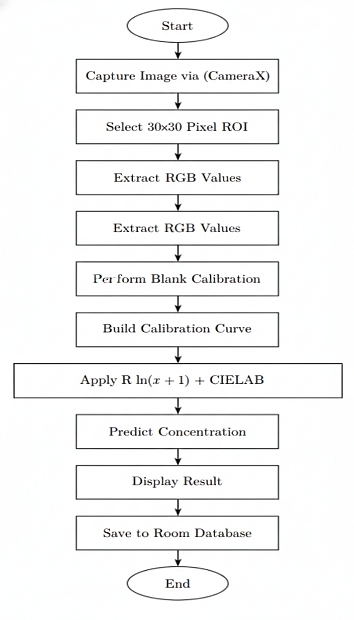 Start
Capture Image via (CameraX)
Select 30×30 Pixel ROI
Extract RGB Values
Extract RGB Values
Perform Blank Calibration
Build Calibration Curve
Apply R ln(x + 1) + CIELAB
Predict Concentration
Display Result
Save to Room Database
End